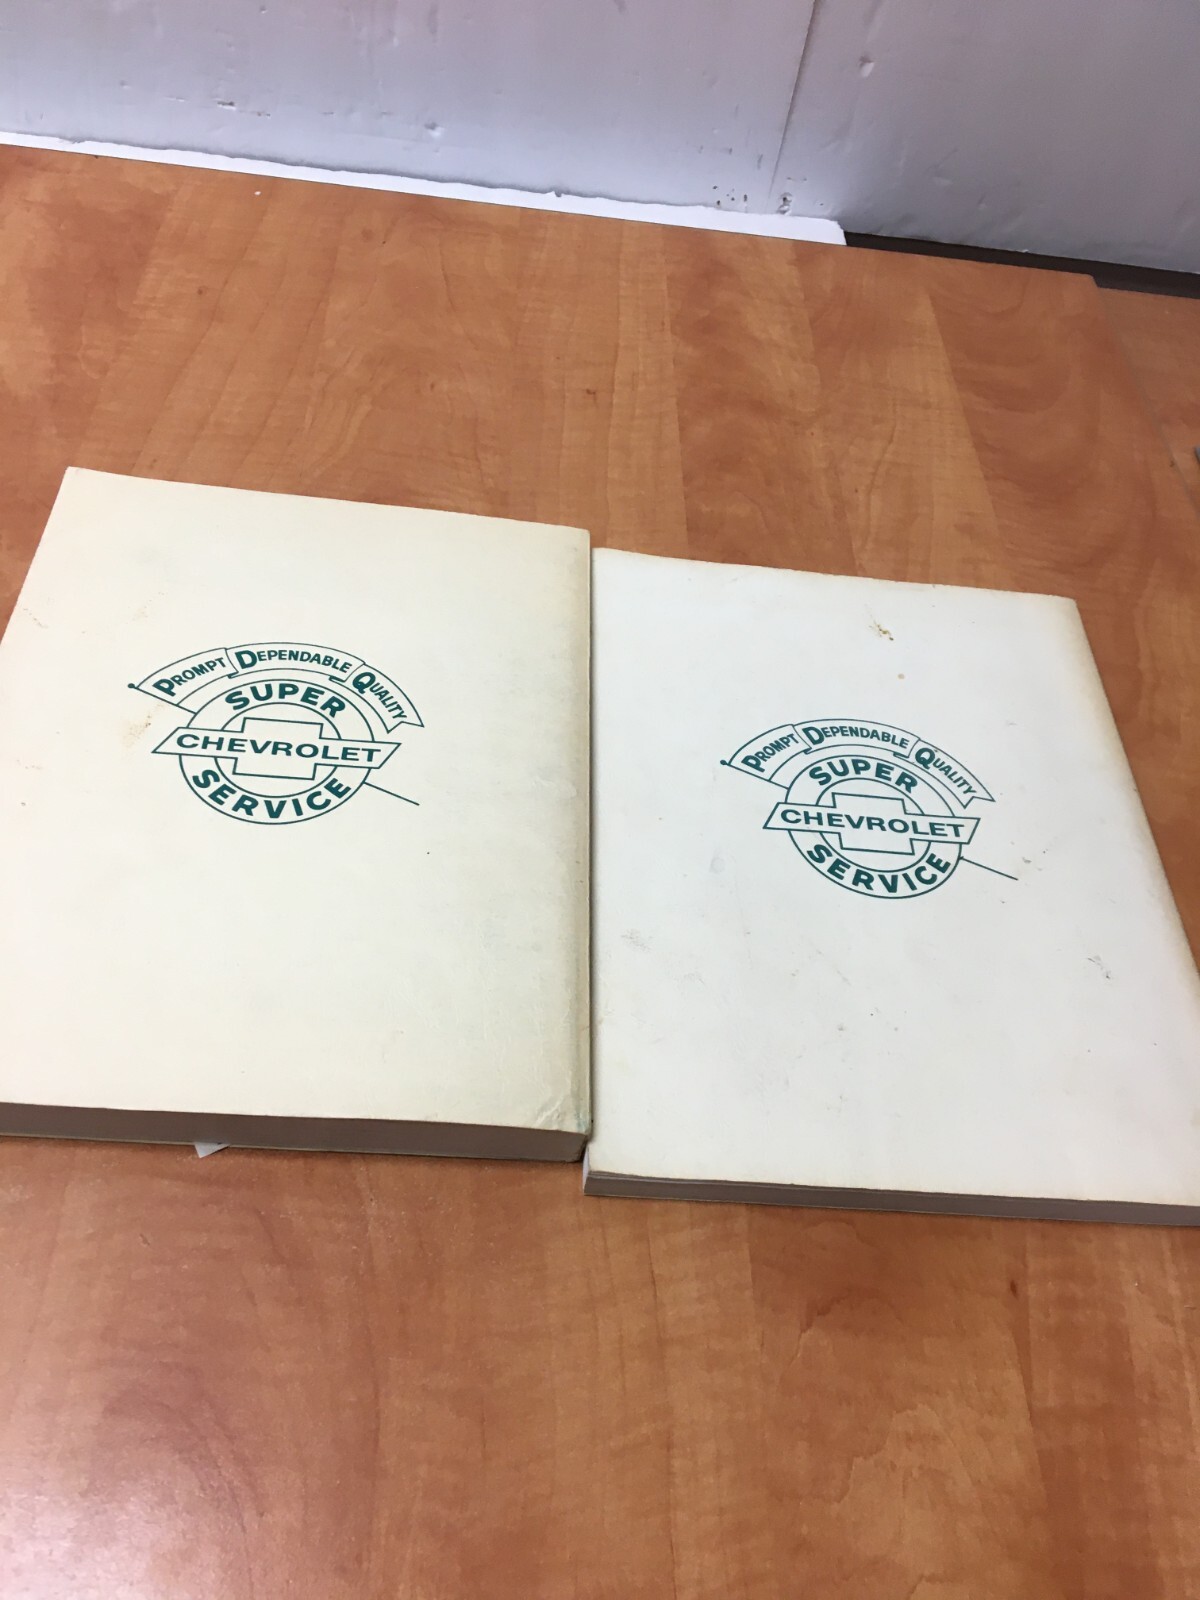 PROMPT DEPENDABLE QUALITY
SUPER
CHEVROLET
SERVICE
PROMPT DEPENDABLE QUALITY
SUPER
CHEVROLET
SERVICE